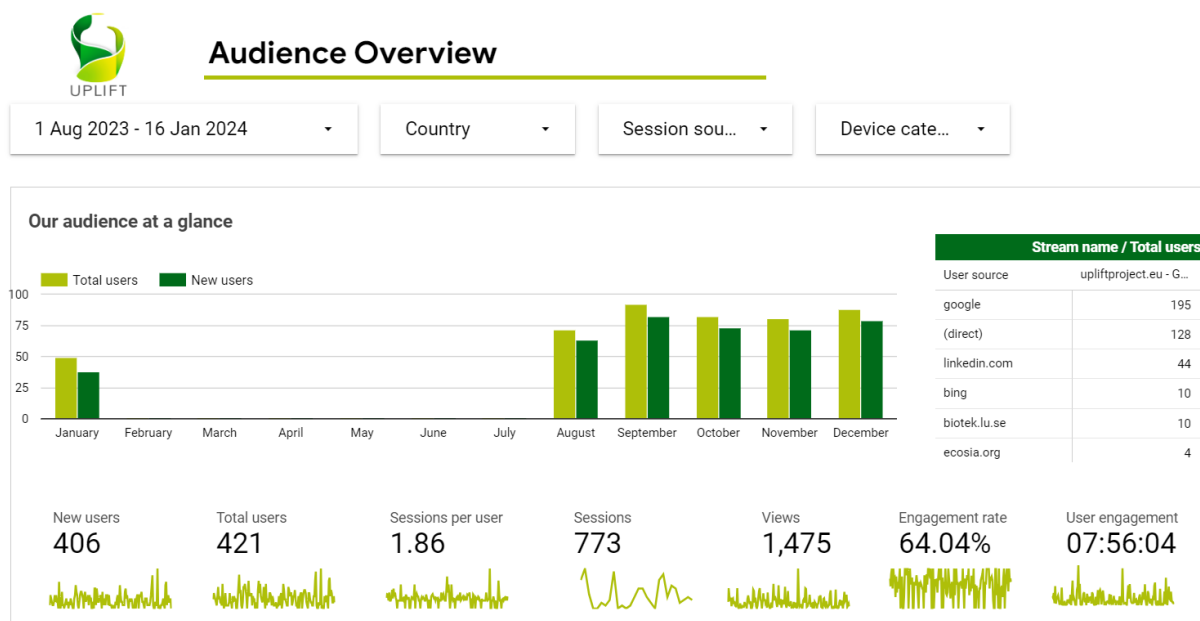 UPLIFT
Audience Overview
1 Aug 2023 - 16 Jan 2024
Country
Session sou...
Device cate...
Our audience at a glance
Total users
New users
100
75
50
25
0
January
February
March
April
May
June
July
August
September
October
November
December
Stream name / Total users
User source
upliftproject.eu - G...
google
195
(direct)
128
linkedin.com
44
bing
10
biotek.lu.se
10
ecosia.org
4
New users
406
Total users
421
Sessions per user
1.86
Sessions
773
Views
1,475
Engagement rate
64.04%
User engagement
07:56:04